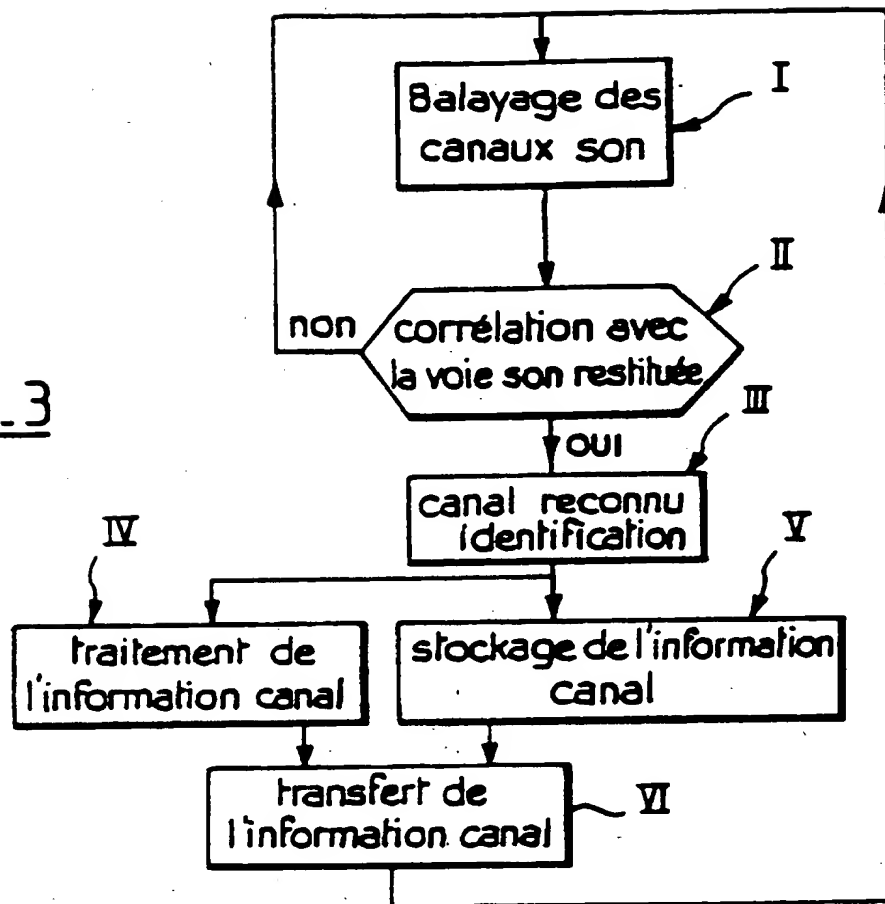 Balayage des
canaux son
I
II
non
corrélation avec
la voie son restituée
.3
III
OUI
canal reconnu
identification
IV
V
traitement de
l'information canal
stockage de l'information
canal
transfert de
l'information canal
VI